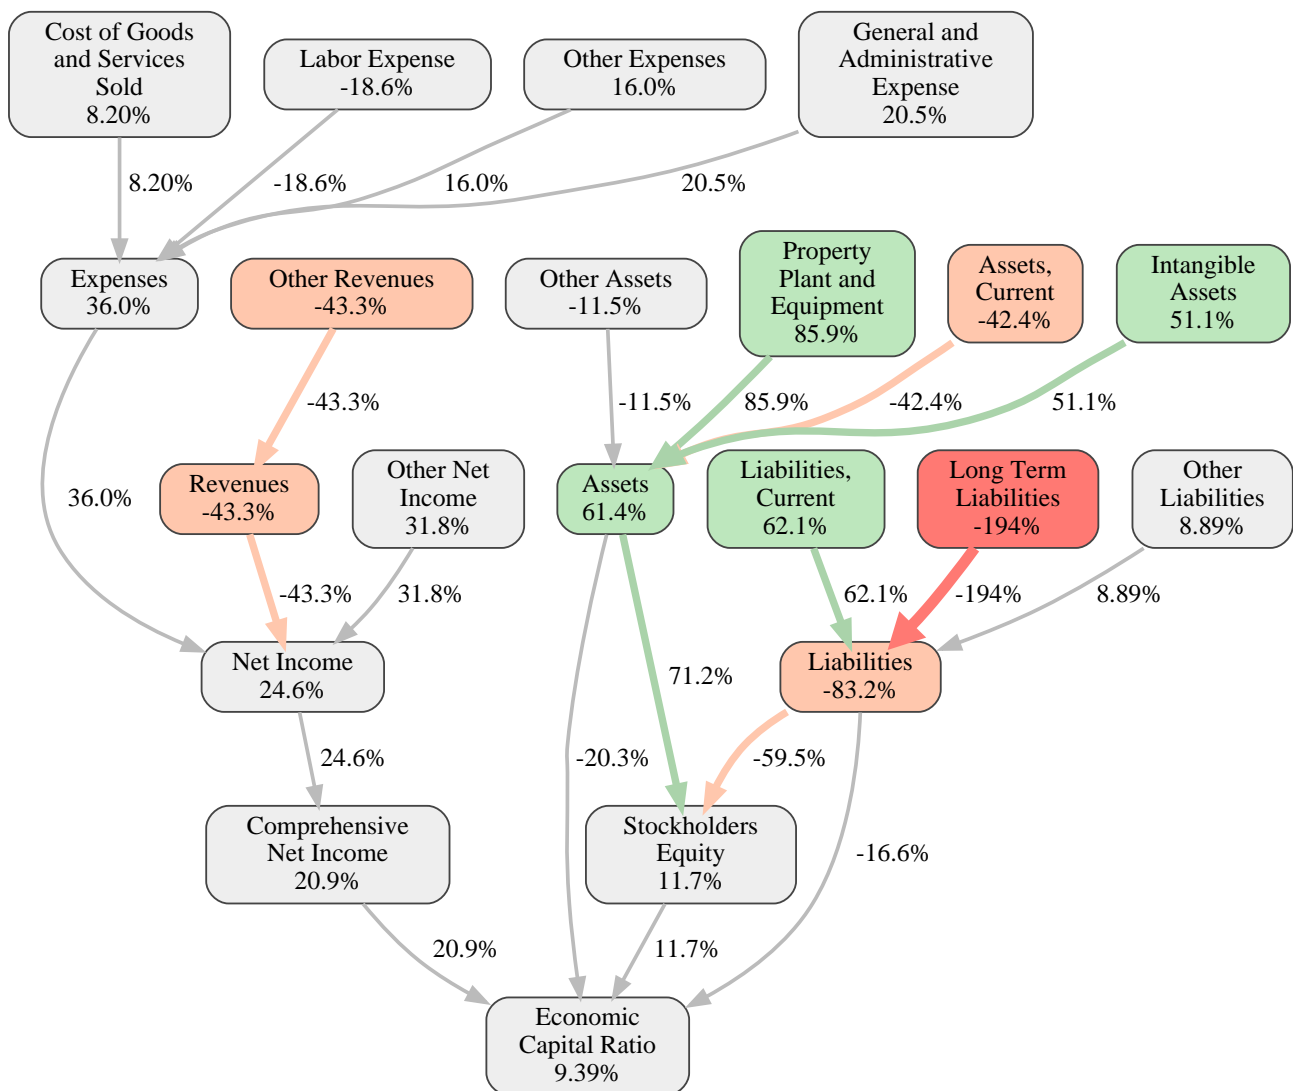 Cost of Goods
and Services
Sold
8.20%
Labor Expense
-18.6%
Other Expenses
16.0%
General and
Administrative
Expense
20.5%
8.20%
-18.6%
16.0%
20.5%
Expenses
36.0%
Other Revenues
-43.3%
Other Assets
-11.5%
Property
Plant and
Equipment
85.9%
Assets,
Current
-42.4%
Intangible
Assets
51.1%
-43.3%
-11.5%
85.9%
-42.4%
51.1%
36.0%
Revenues
-43.3%
Other Net
Income
31.8%
Assets
61.4%
Liabilities,
Current
62.1%
Long Term
Liabilities
-194%
Other
Liabilities
8.89%
-43.3%
31.8%
62.1%
-194%
8.89%
Net Income
24.6%
71.2%
Liabilities
-83.2%
24.6%
-20.3%
-59.5%
Comprehensive
Net Income
20.9%
Stockholders
Equity
11.7%
-16.6%
20.9%
11.7%
Economic
Capital Ratio
9.39%